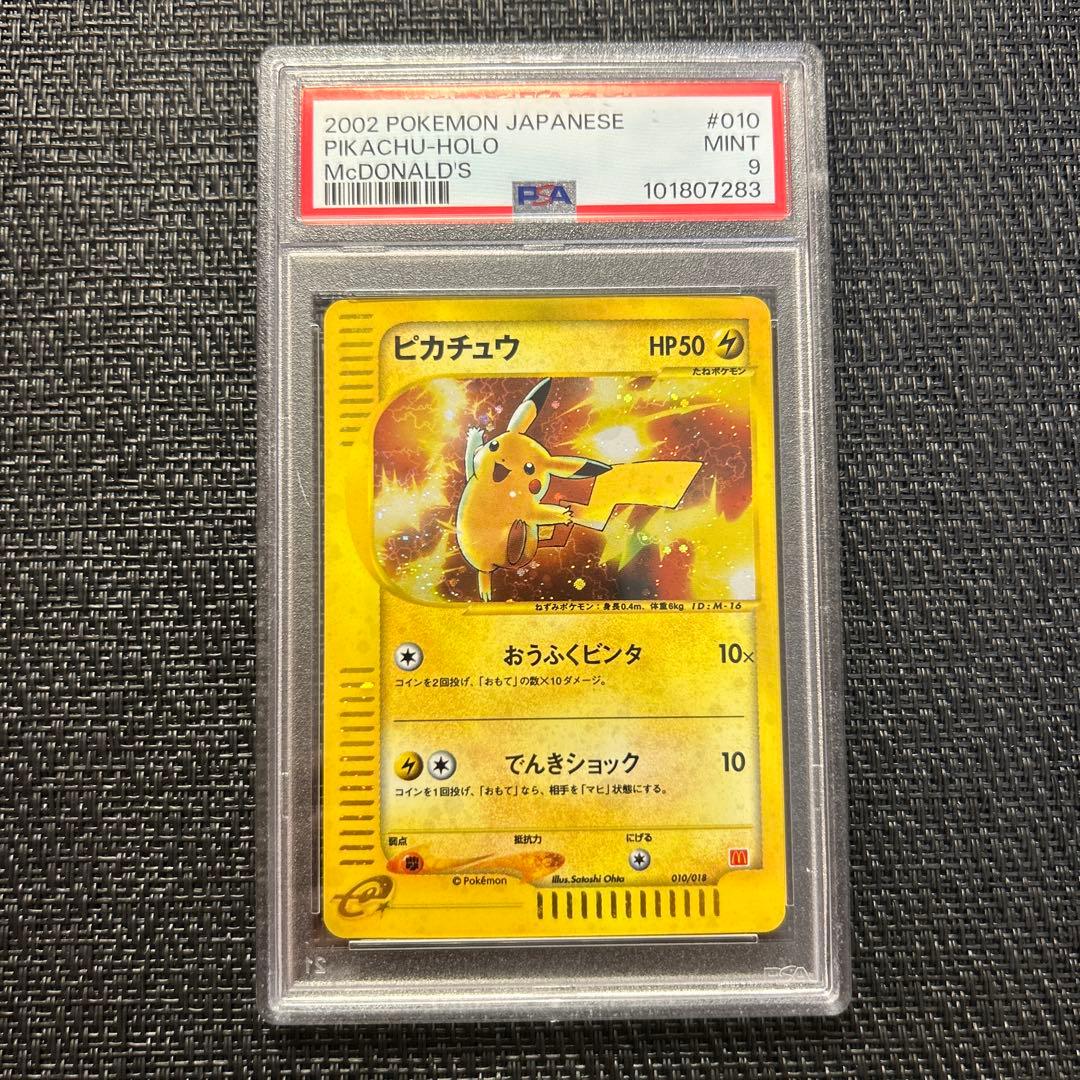 2002 POKEMON JAPANESE #010
PIKACHU-HOLO MINT
McDONALD'S 9
PSA 101807283
ピカチュウ HP50
たねポケモン
ねずみポケモン：身長0.4m、体重6kg ID:M-16
おうふくビンタ 10×
コインを2回投げ、「おもて」の数×10ダメージ。
でんきショック 10
コインを1回投げ、「おもて」なら、相手を「マヒ」状態にする。
弱点 抵抗力 にげる
©Pokémon Illus.Satoshi Ohta 010/018
e
21 PSA